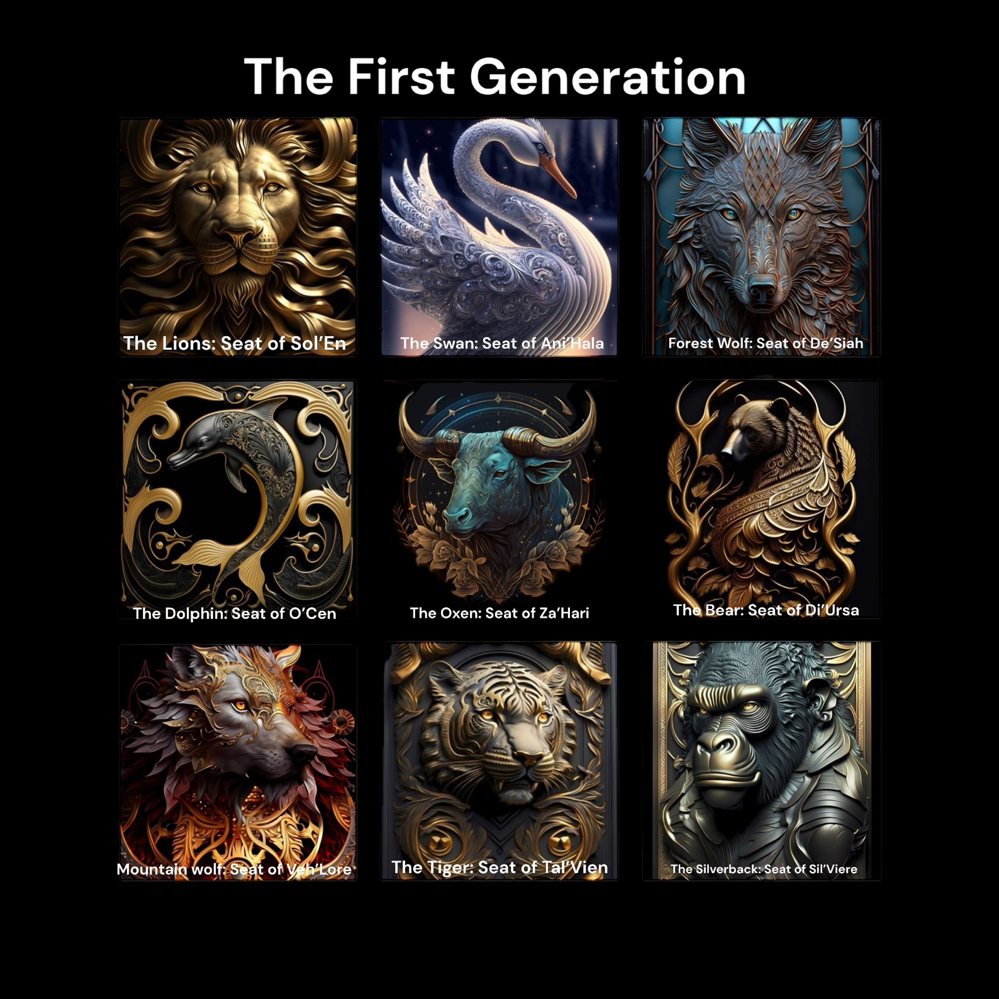 The First Generation
The Lions: Seat of Sol’En
The Swan: Seat of Ani’Hala
Forest Wolf: Seat of De’Siah
The Dolphin: Seat of O’Cen
The Oxen: Seat of Za’Hari
The Bear: Seat of Di’Ursa
Mountain wolf: Seat of Veh’Lore
The Tiger: Seat of Tal’Vien
The Silverback: Seat of Sil’Viere